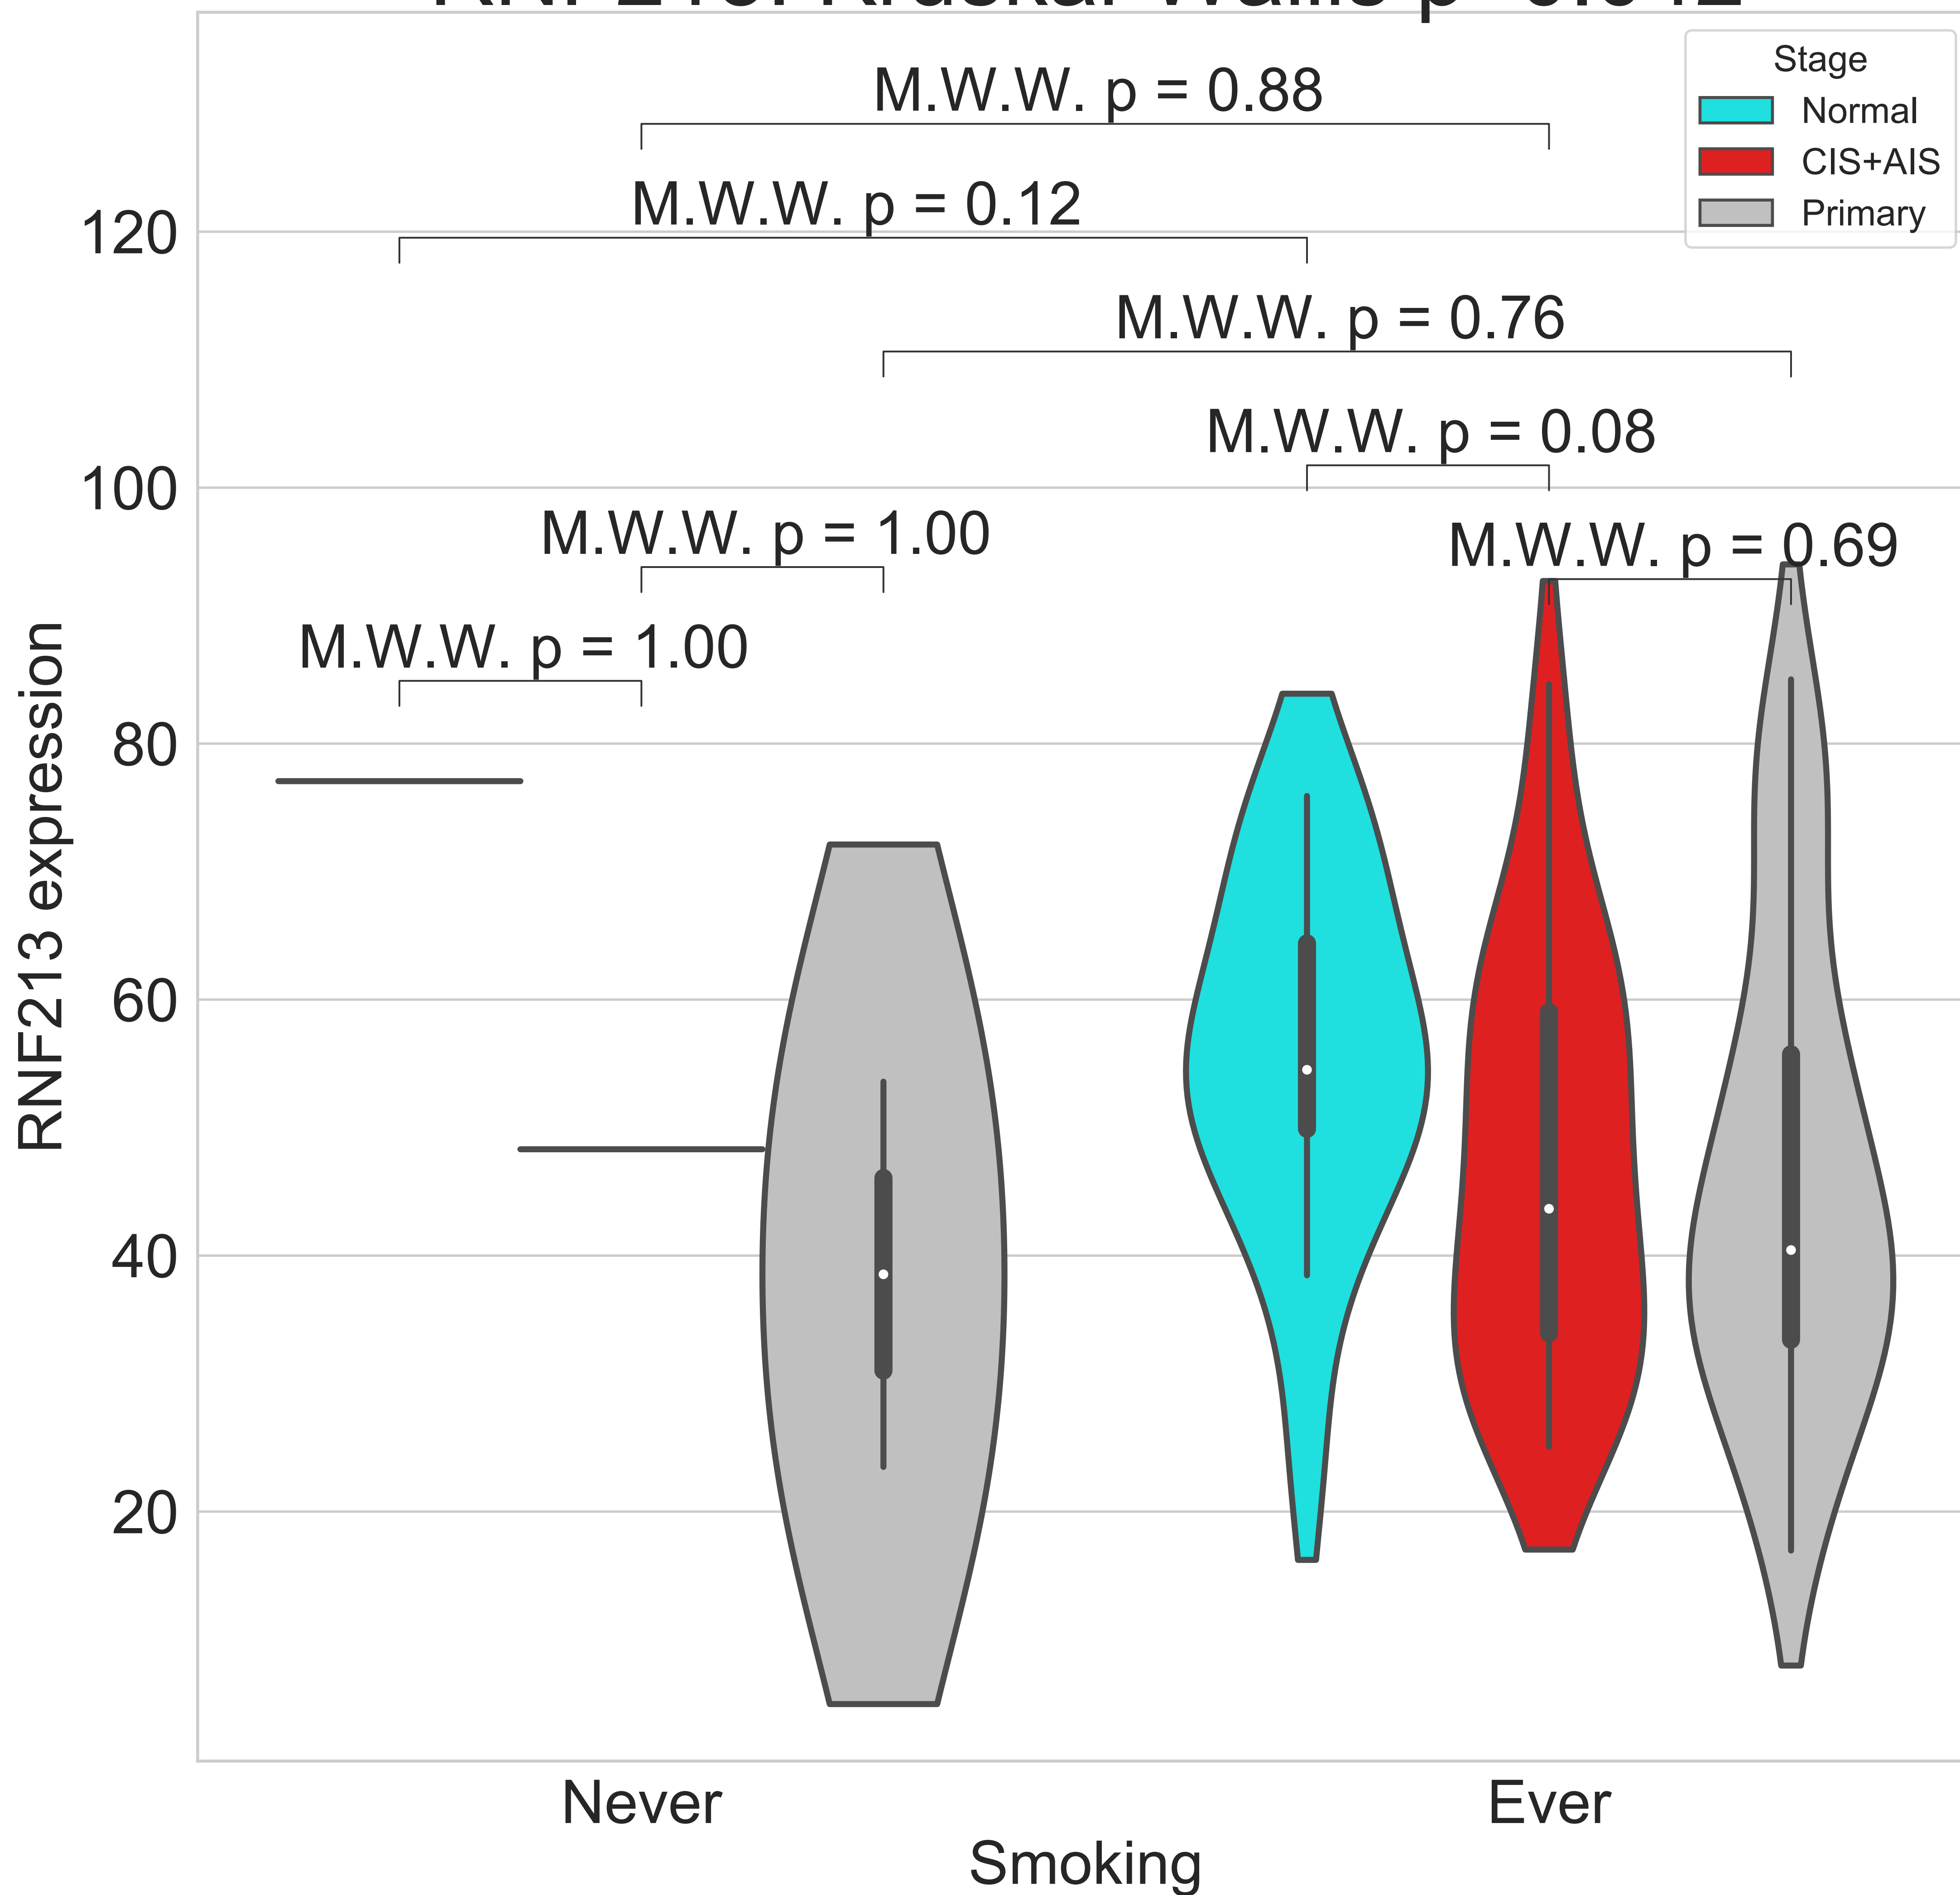 Stage
Normal
CIS+AIS
Primary
M.W.W. p = 0.88
M.W.W. p = 0.12
M.W.W. p = 0.76
M.W.W. p = 0.08
M.W.W. p = 1.00
M.W.W. p = 0.69
M.W.W. p = 1.00
120
100
80
60
40
20
RNF213 expression
Never
Ever
Smoking